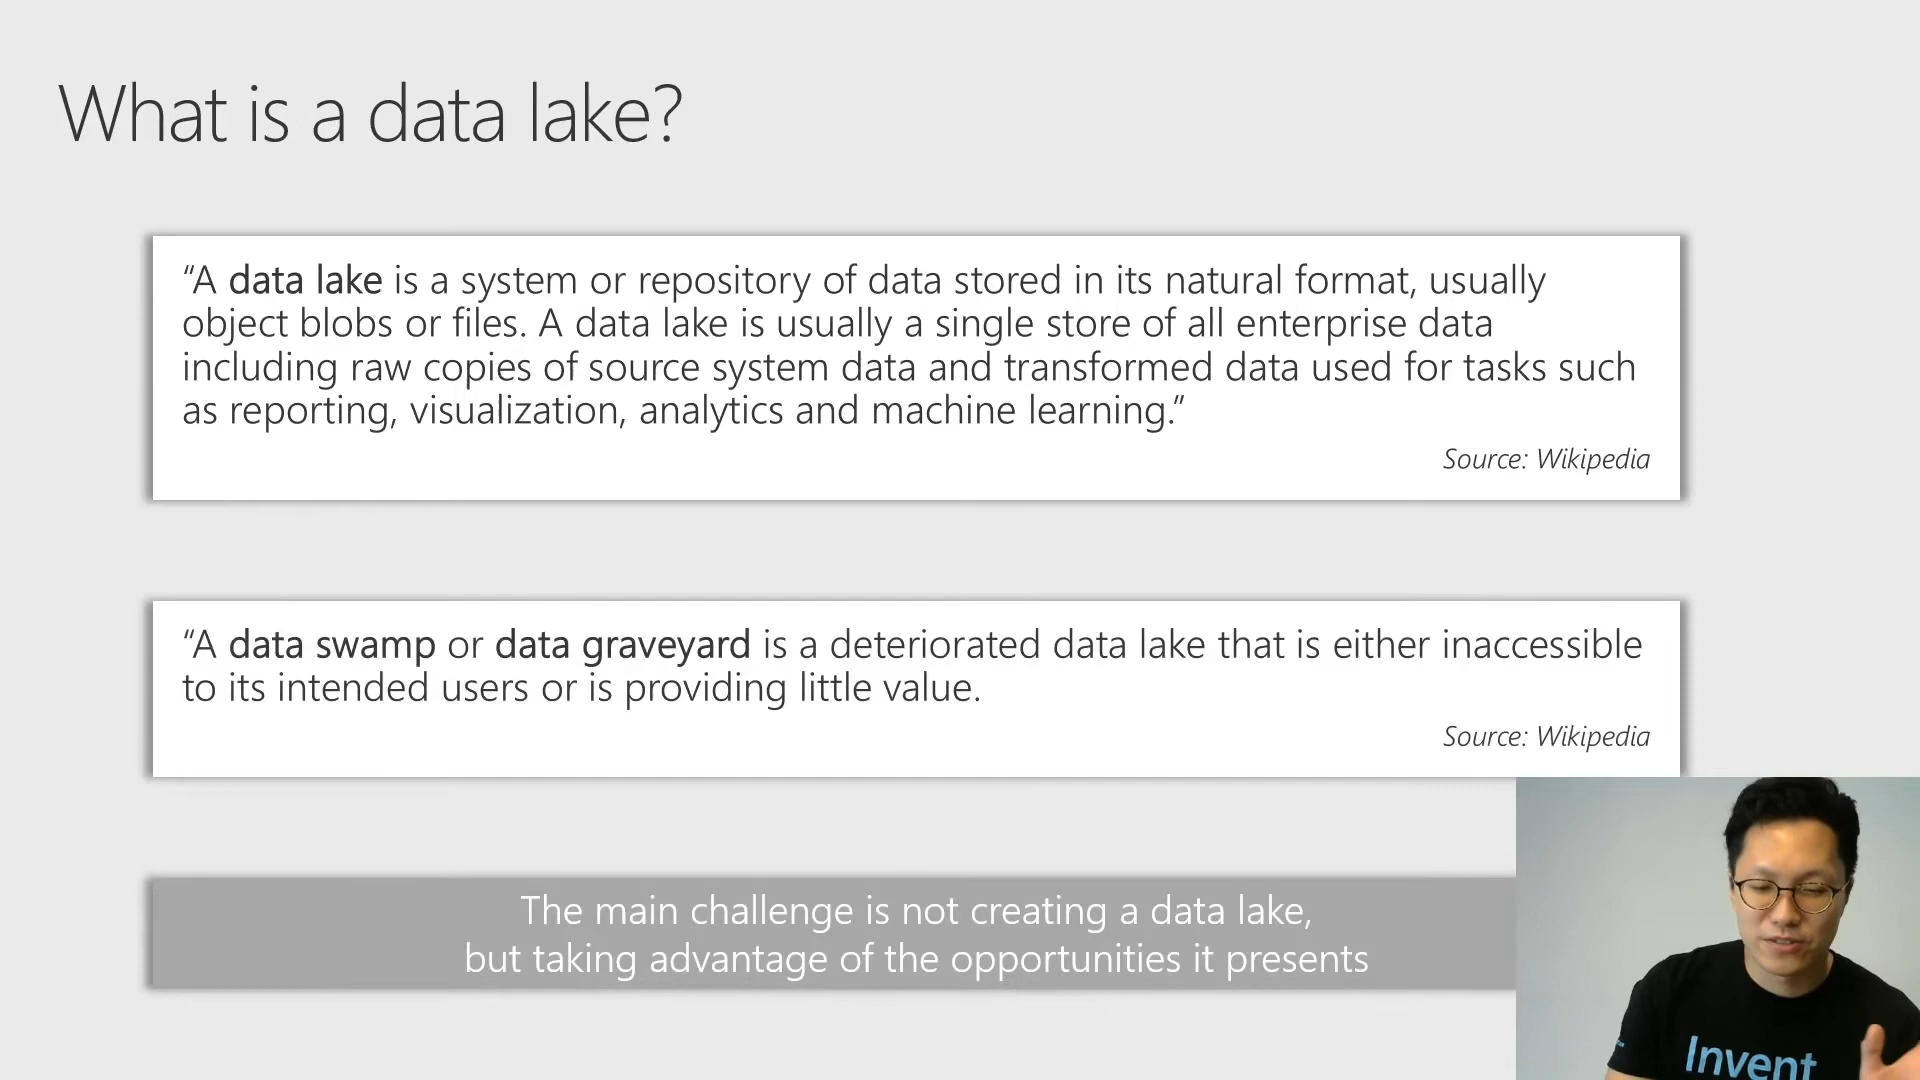 What is a data lake?
“A data lake is a system or repository of data stored in its natural format, usually
object blobs or files. A data lake is usually a single store of all enterprise data
including raw copies of source system data and transformed data used for tasks such
as reporting, visualization, analytics and machine learning.”
Source: Wikipedia
“A data swamp or data graveyard is a deteriorated data lake that is either inaccessible
to its intended users or is providing little value.
Source: Wikipedia
The main challenge is not creating a data lake,
but taking advantage of the opportunities it presents
Invent